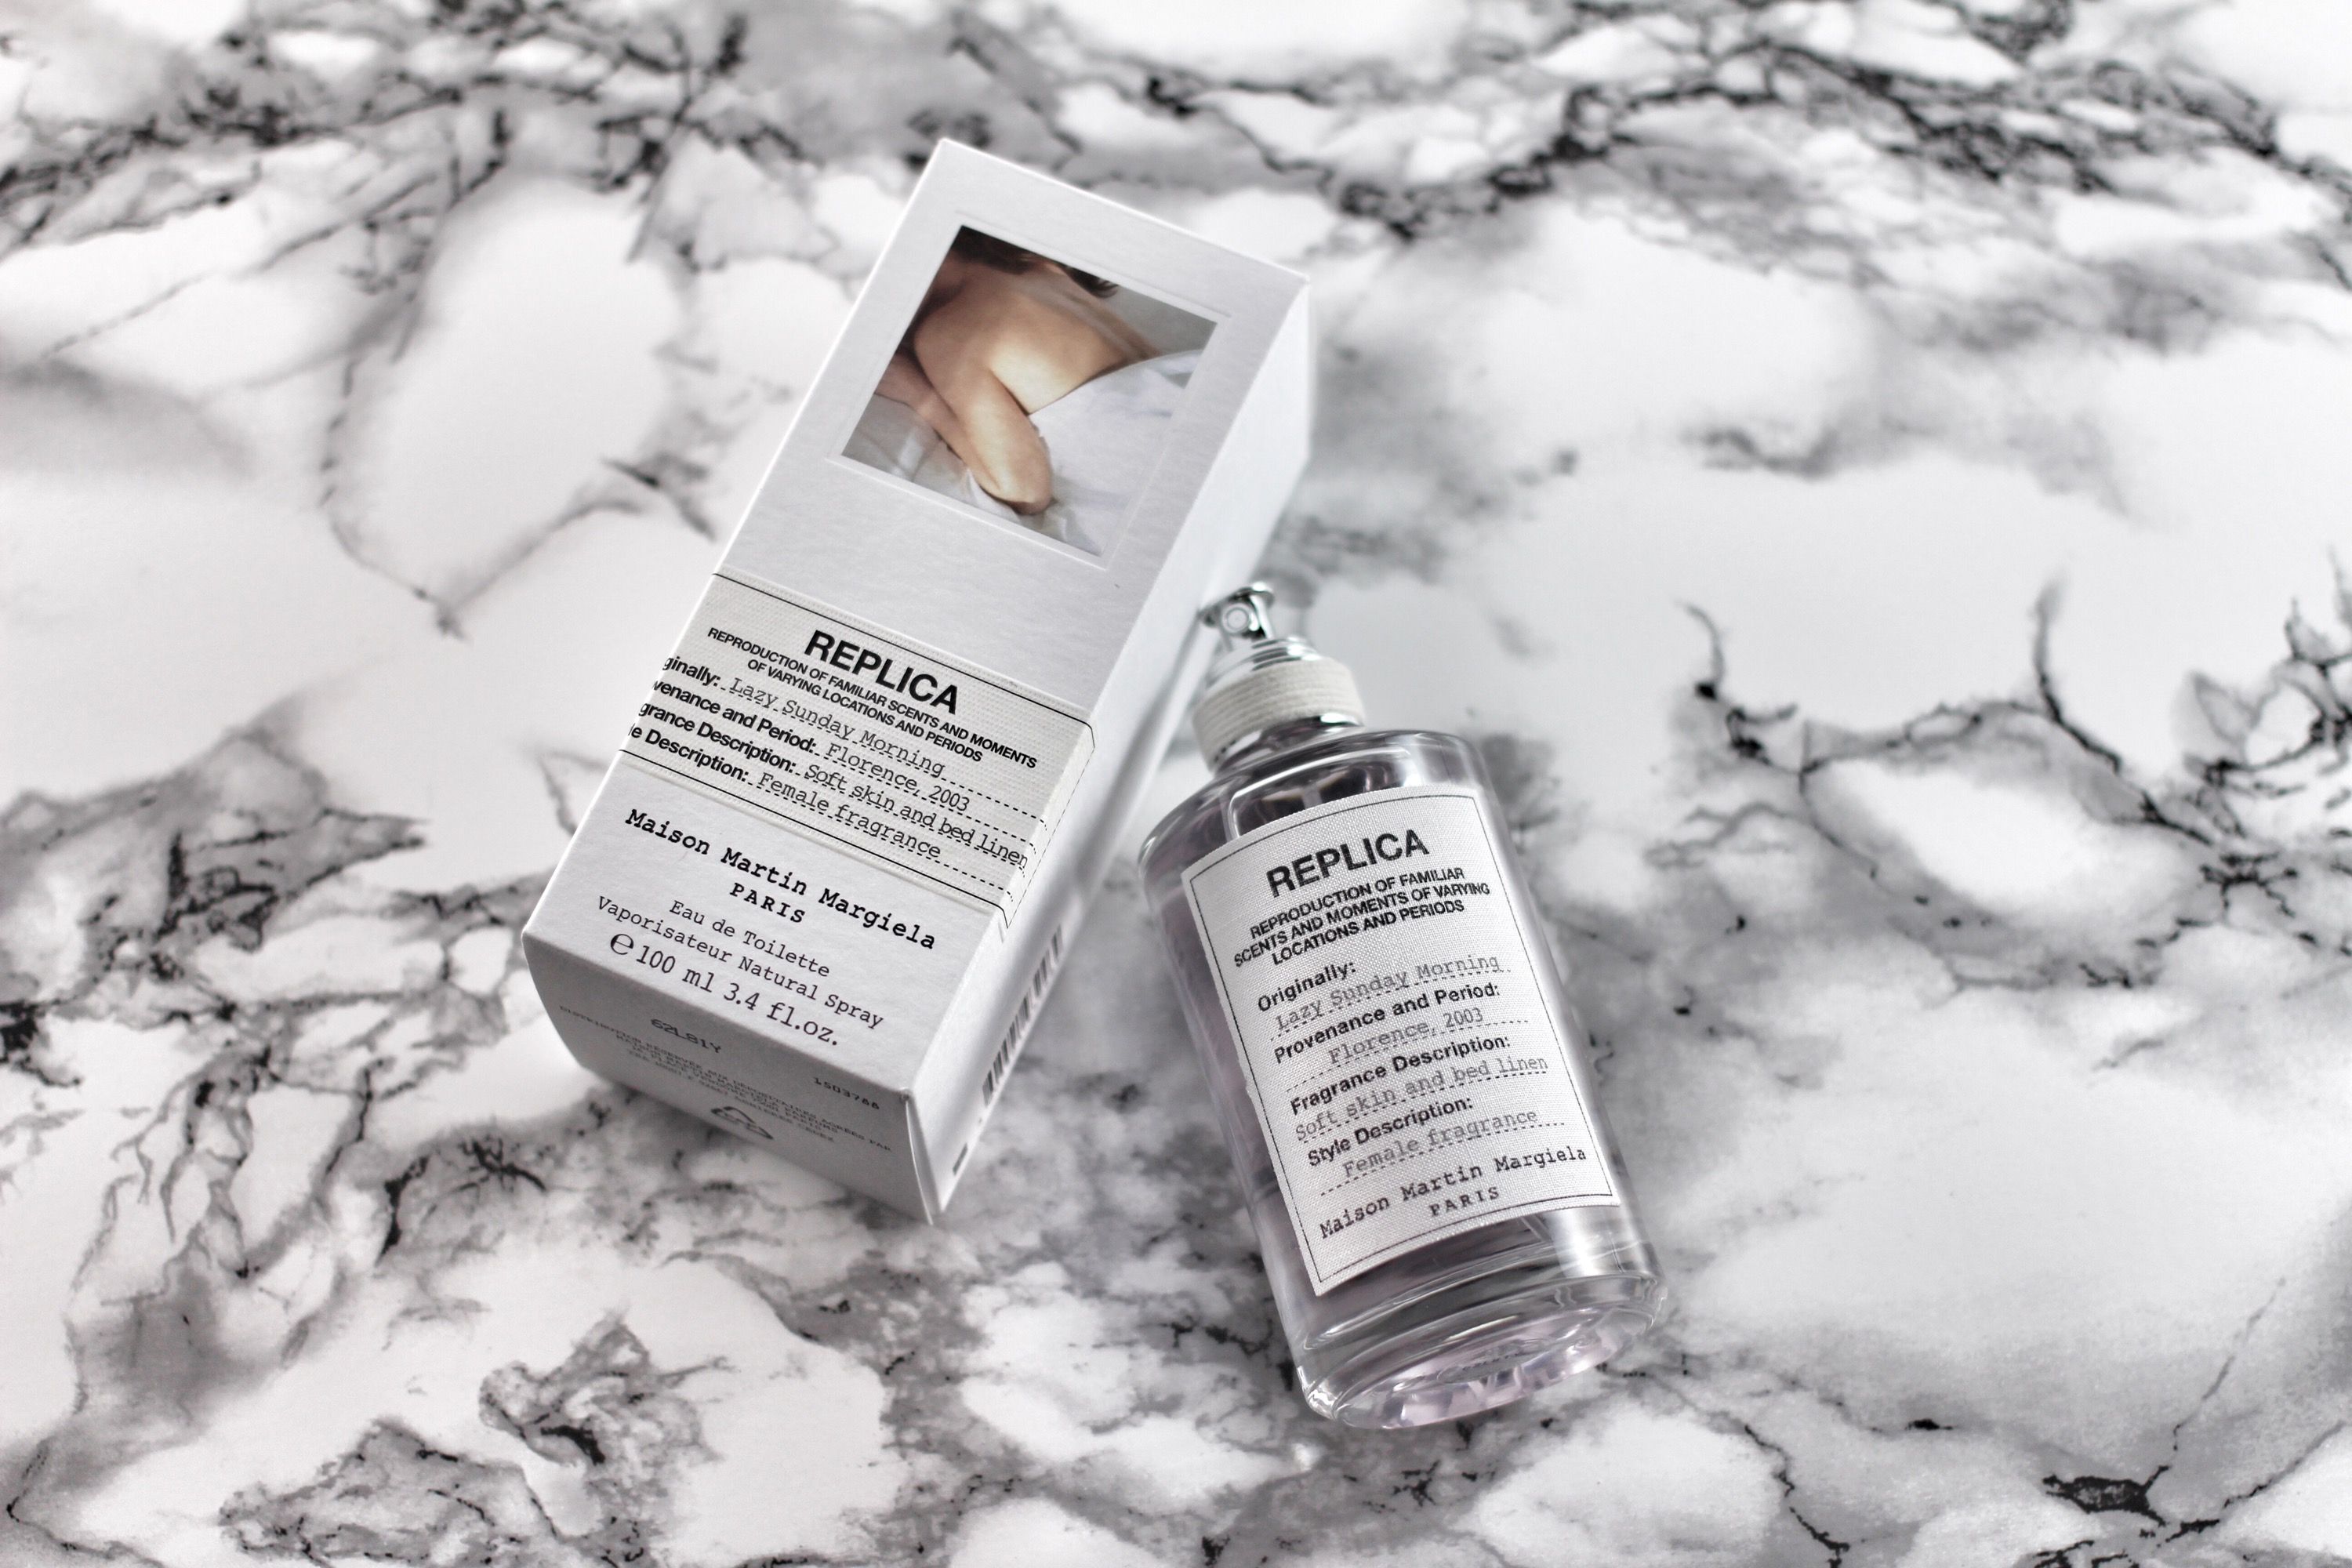 REPLICA
REPRODUCTION OF FAMILIAR SCENTS AND MOMENTS
OF VARYING LOCATIONS AND PERIODS
ginally: Lazy Sunday Morning
venance and Period: Florence, 2003
grance Description: Soft skin and bed linen
e Description: Female fragrance
Maison Martin Margiela
PARIS
Eau de Toilette
Vaporisateur Natural Spray
℮ 100 ml 3.4 fl.oz.
62L81Y
REPLICA
REPRODUCTION OF FAMILIAR
SCENTS AND MOMENTS OF VARYING
LOCATIONS AND PERIODS
Originally:
Lazy Sunday Morning
Provenance and Period:
Florence, 2003
Fragrance Description:
Soft skin and bed linen
Style Description:
Female fragrance
Maison Martin Margiela
PARIS